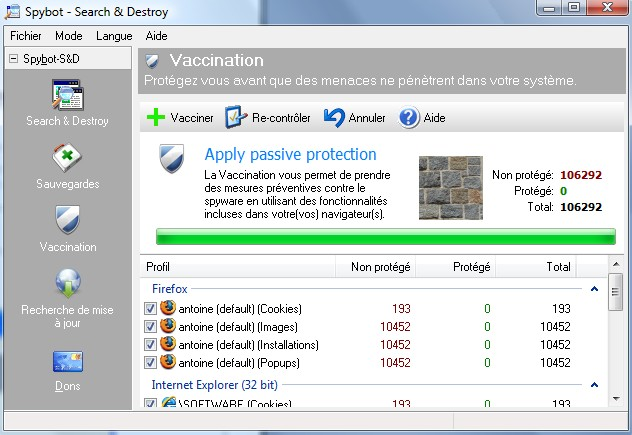 Spybot - Search & Destroy
Fichier Mode Langue Aide
Spybot-S&D
Search & Destroy
Sauvegardes
Vaccination
Recherche de mise
à jour
Dons
Vaccination
Protégez vous avant que des menaces ne pénètrent dans votre système.
Vacciner Re-contrôler Annuler Aide
Apply passive protection
La Vaccination vous permet de prendre
des mesures préventives contre le
spyware en utilisant des fonctionnalités
incluses dans votre(vos) navigateur(s).
Non protégé: 106292
Protégé: 0
Total: 106292
Profil Non protégé Protégé Total
Firefox
antoine (default) (Cookies) 193 0 193
antoine (default) (Images) 10452 0 10452
antoine (default) (Installations) 10452 0 10452
antoine (default) (Popups) 10452 0 10452
Internet Explorer (32 bit)
\SOFTWARE (Cookies) 193 0 193